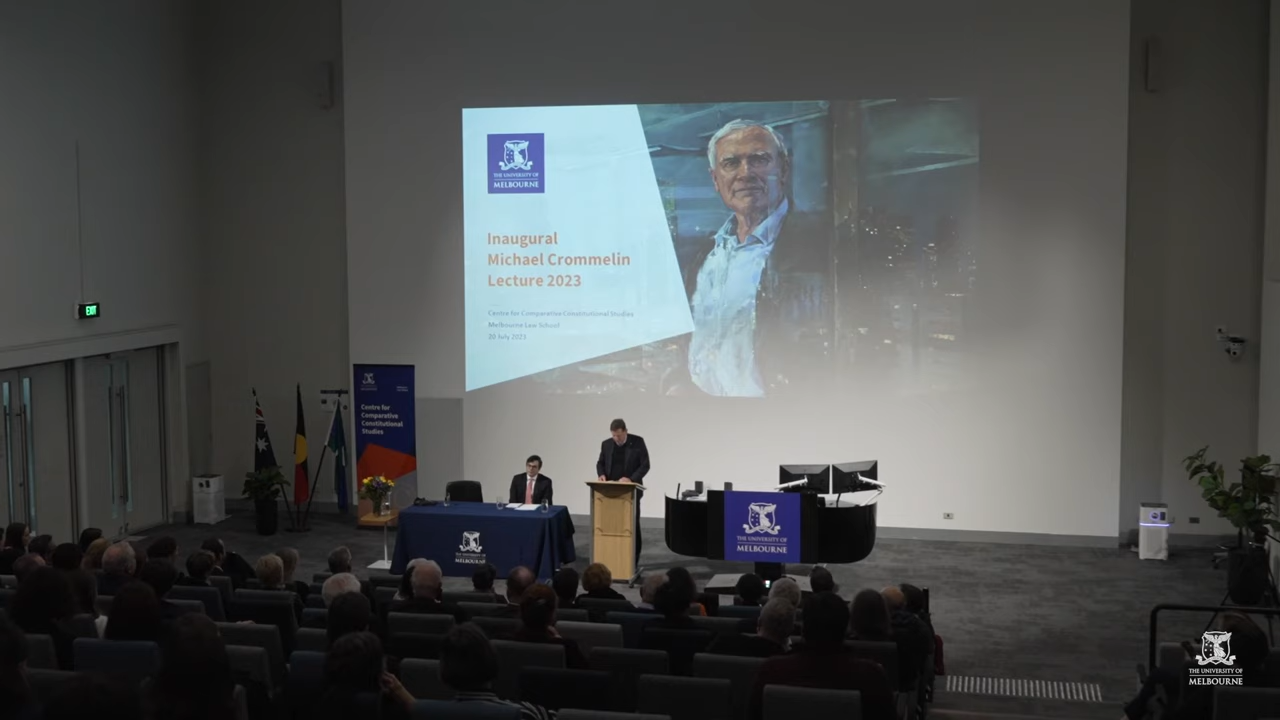 THE UNIVERSITY OF
MELBOURNE
Inaugural
Michael Crommelin
Lecture 2023
Centre for Comparative Constitutional Studies
Melbourne Law School
20 July 2023
EXIT
Centre for
Comparative
Constitutional
Studies
THE UNIVERSITY OF
MELBOURNE
THE UNIVERSITY OF
MELBOURNE
THE UNIVERSITY OF
MELBOURNE